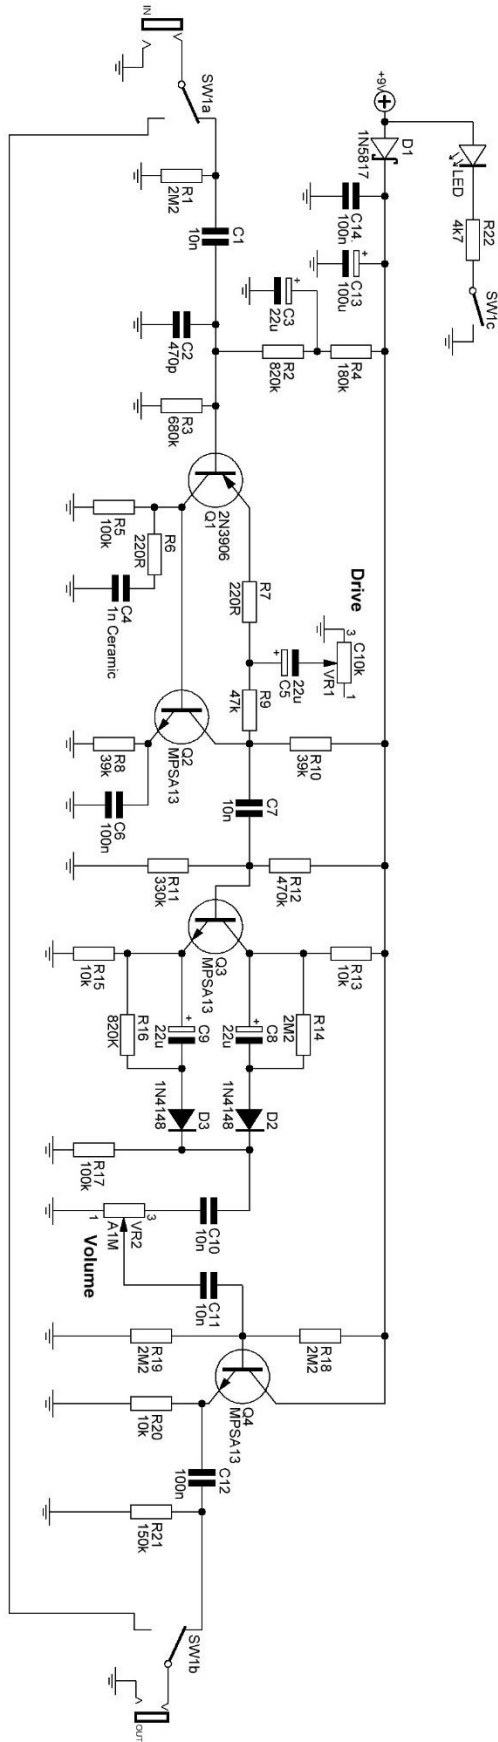 IN
SW1a
R1
2M2
C1
10n
+9V
D1
1N5817
LED
R22
4k7
SW1c
C14.
100n
C13
100u
+
C3
22u
+
R2
820k
R4
180k
C2
470p
R3
680k
2N3906
Q1
R5
100k
R6
220R
C4
1n Ceramic
R7
220R
Drive
3
C10k
1
VR1
22u
C5
+
R9
47k
R10
39k
Q2
MPSA13
R8
39k
C6
100n
C7
10n
R11
330k
R12
470k
Q3
MPSA13
R13
10k
R14
2M2
R15
10k
R16
820K
+
C8
22u
+
C9
22u
D2
1N4148
D3
1N4148
R17
100k
C10
10n
3
VR2
1
A1M
Volume
C11
10n
R18
2M2
R19
2M2
Q4
MPSA13
R20
10k
C12
100n
R21
150k
SW1b
OUT